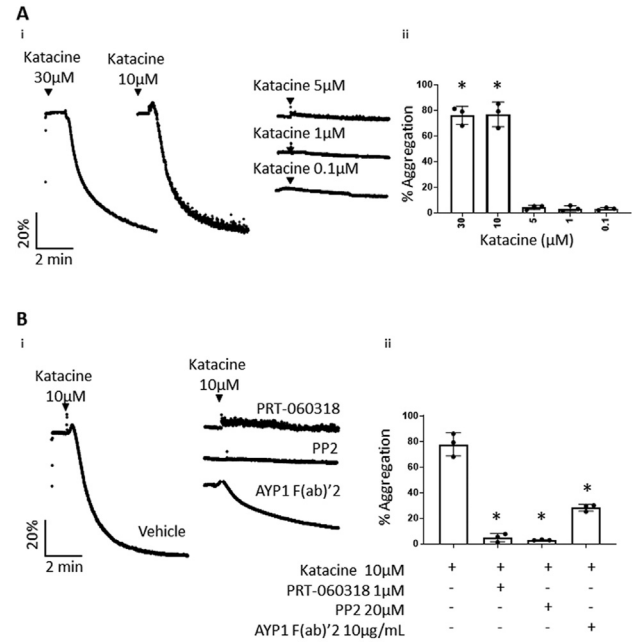 A
i
ii
Katacine
30µM
Katacine
10µM
Katacine 5µM
Katacine 1µM
Katacine 0.1µM
20%
2 min
% Aggregation
100
80
60
40
20
0
* *
30 10 5 1 0.1
Katacine (µM)
B
i
ii
Katacine
10µM
Katacine
10µM
PRT-060318
PP2
AYP1 F(ab)’2
Vehicle
20%
2 min
% Aggregation
100
80
60
40
20
0
* * *
Katacine 10µM + + + +
PRT-060318 1µM - + - -
PP2 20µM - - + -
AYP1 F(ab)’2 10µg/mL - - - +